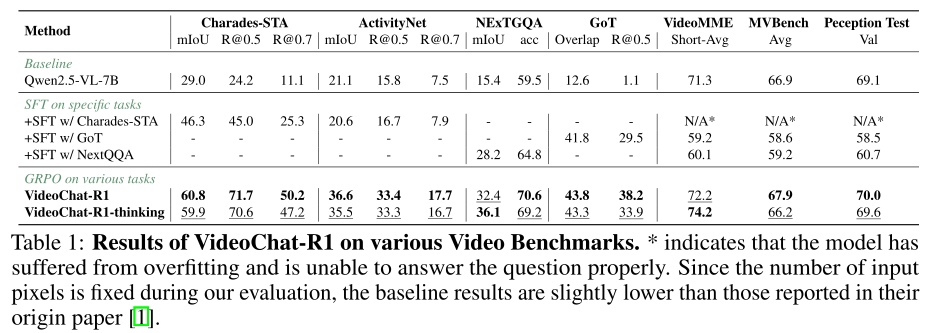 Method Charades-STA ActivityNet NExTGQA GoT VideoMME MVBench Peception Test
mIoU R@0.5 R@0.7 mIoU R@0.5 R@0.7 mIoU acc Overlap R@0.5 Short-Avg Avg Val
Baseline
Qwen2.5-VL-7B 29.0 24.2 11.1 21.1 15.8 7.5 15.4 59.5 12.6 1.1 71.3 66.9 69.1
SFT on specific tasks
+SFT w/ Charades-STA 46.3 45.0 25.3 20.6 16.7 7.9 - - - - N/A* N/A* N/A*
+SFT w/ GoT - - - - - - - - 41.8 29.5 59.2 58.6 58.5
+SFT w/ NextQQA - - - - - - 28.2 64.8 - - 60.1 59.2 60.7
GRPO on various tasks
VideoChat-R1 60.8 71.7 50.2 36.6 33.4 17.7 32.4 70.6 43.8 38.2 72.2 67.9 70.0
VideoChat-R1-thinking 59.9 70.6 47.2 35.5 33.3 16.7 36.1 69.2 43.3 33.9 74.2 66.2 69.6
Table 1: Results of VideoChat-R1 on various Video Benchmarks. * indicates that the model has
suffered from overfitting and is unable to answer the question properly. Since the number of input
pixels is fixed during our evaluation, the baseline results are slightly lower than those reported in their
origin paper [1].